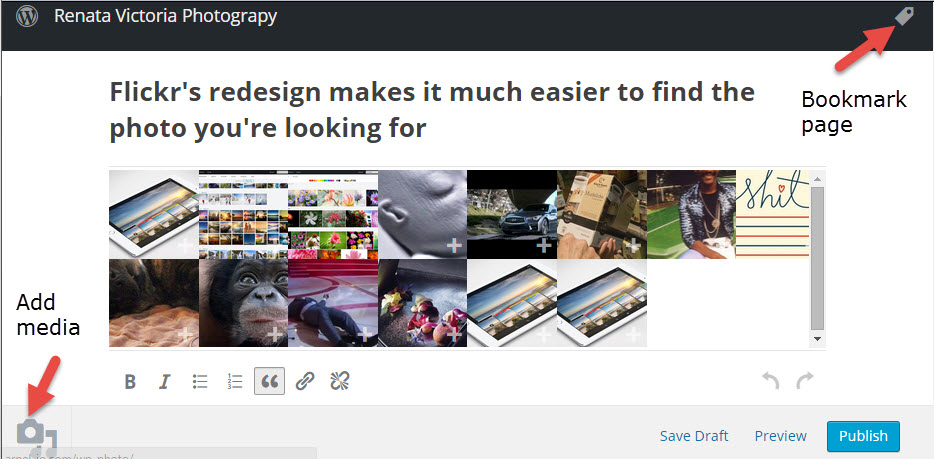 Renata Victoria Photograpy
Flickr's redesign makes it much easier to find the
photo you're looking for
Bookmark
page
shit
Add
media
B I
Save Draft Preview Publish